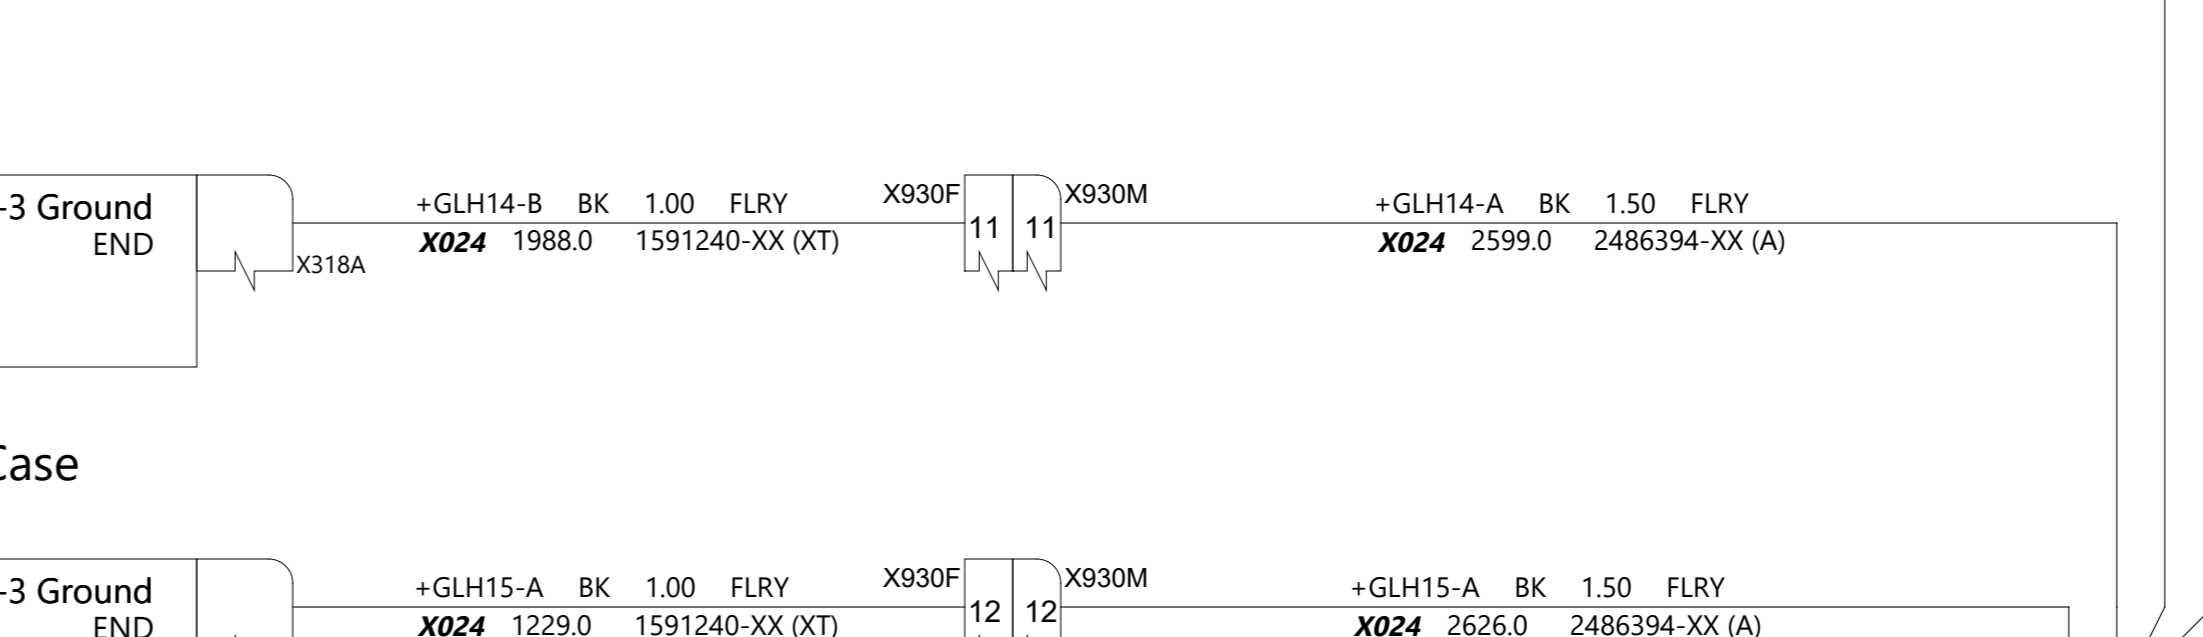 -3 Ground
END
X318A
+GLH14-B BK 1.00 FLRY
X024 1988.0 1591240-XX (XT)
X930F 11 11 X930M
+GLH14-A BK 1.50 FLRY
X024 2599.0 2486394-XX (A)
Case
-3 Ground
END
+GLH15-A BK 1.00 FLRY
X024 1229.0 1591240-XX (XT)
X930F 12 12 X930M
+GLH15-A BK 1.50 FLRY
X024 2626.0 2486394-XX (A)